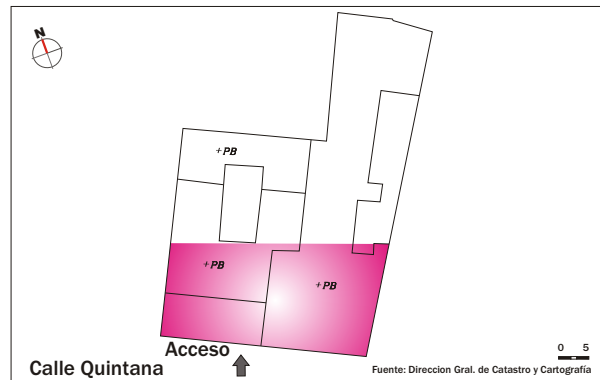 N
+PB
+PB
+PB
Acceso
Calle Quintana
0 5
Fuente: Direccion Gral. de Catastro y Cartografía